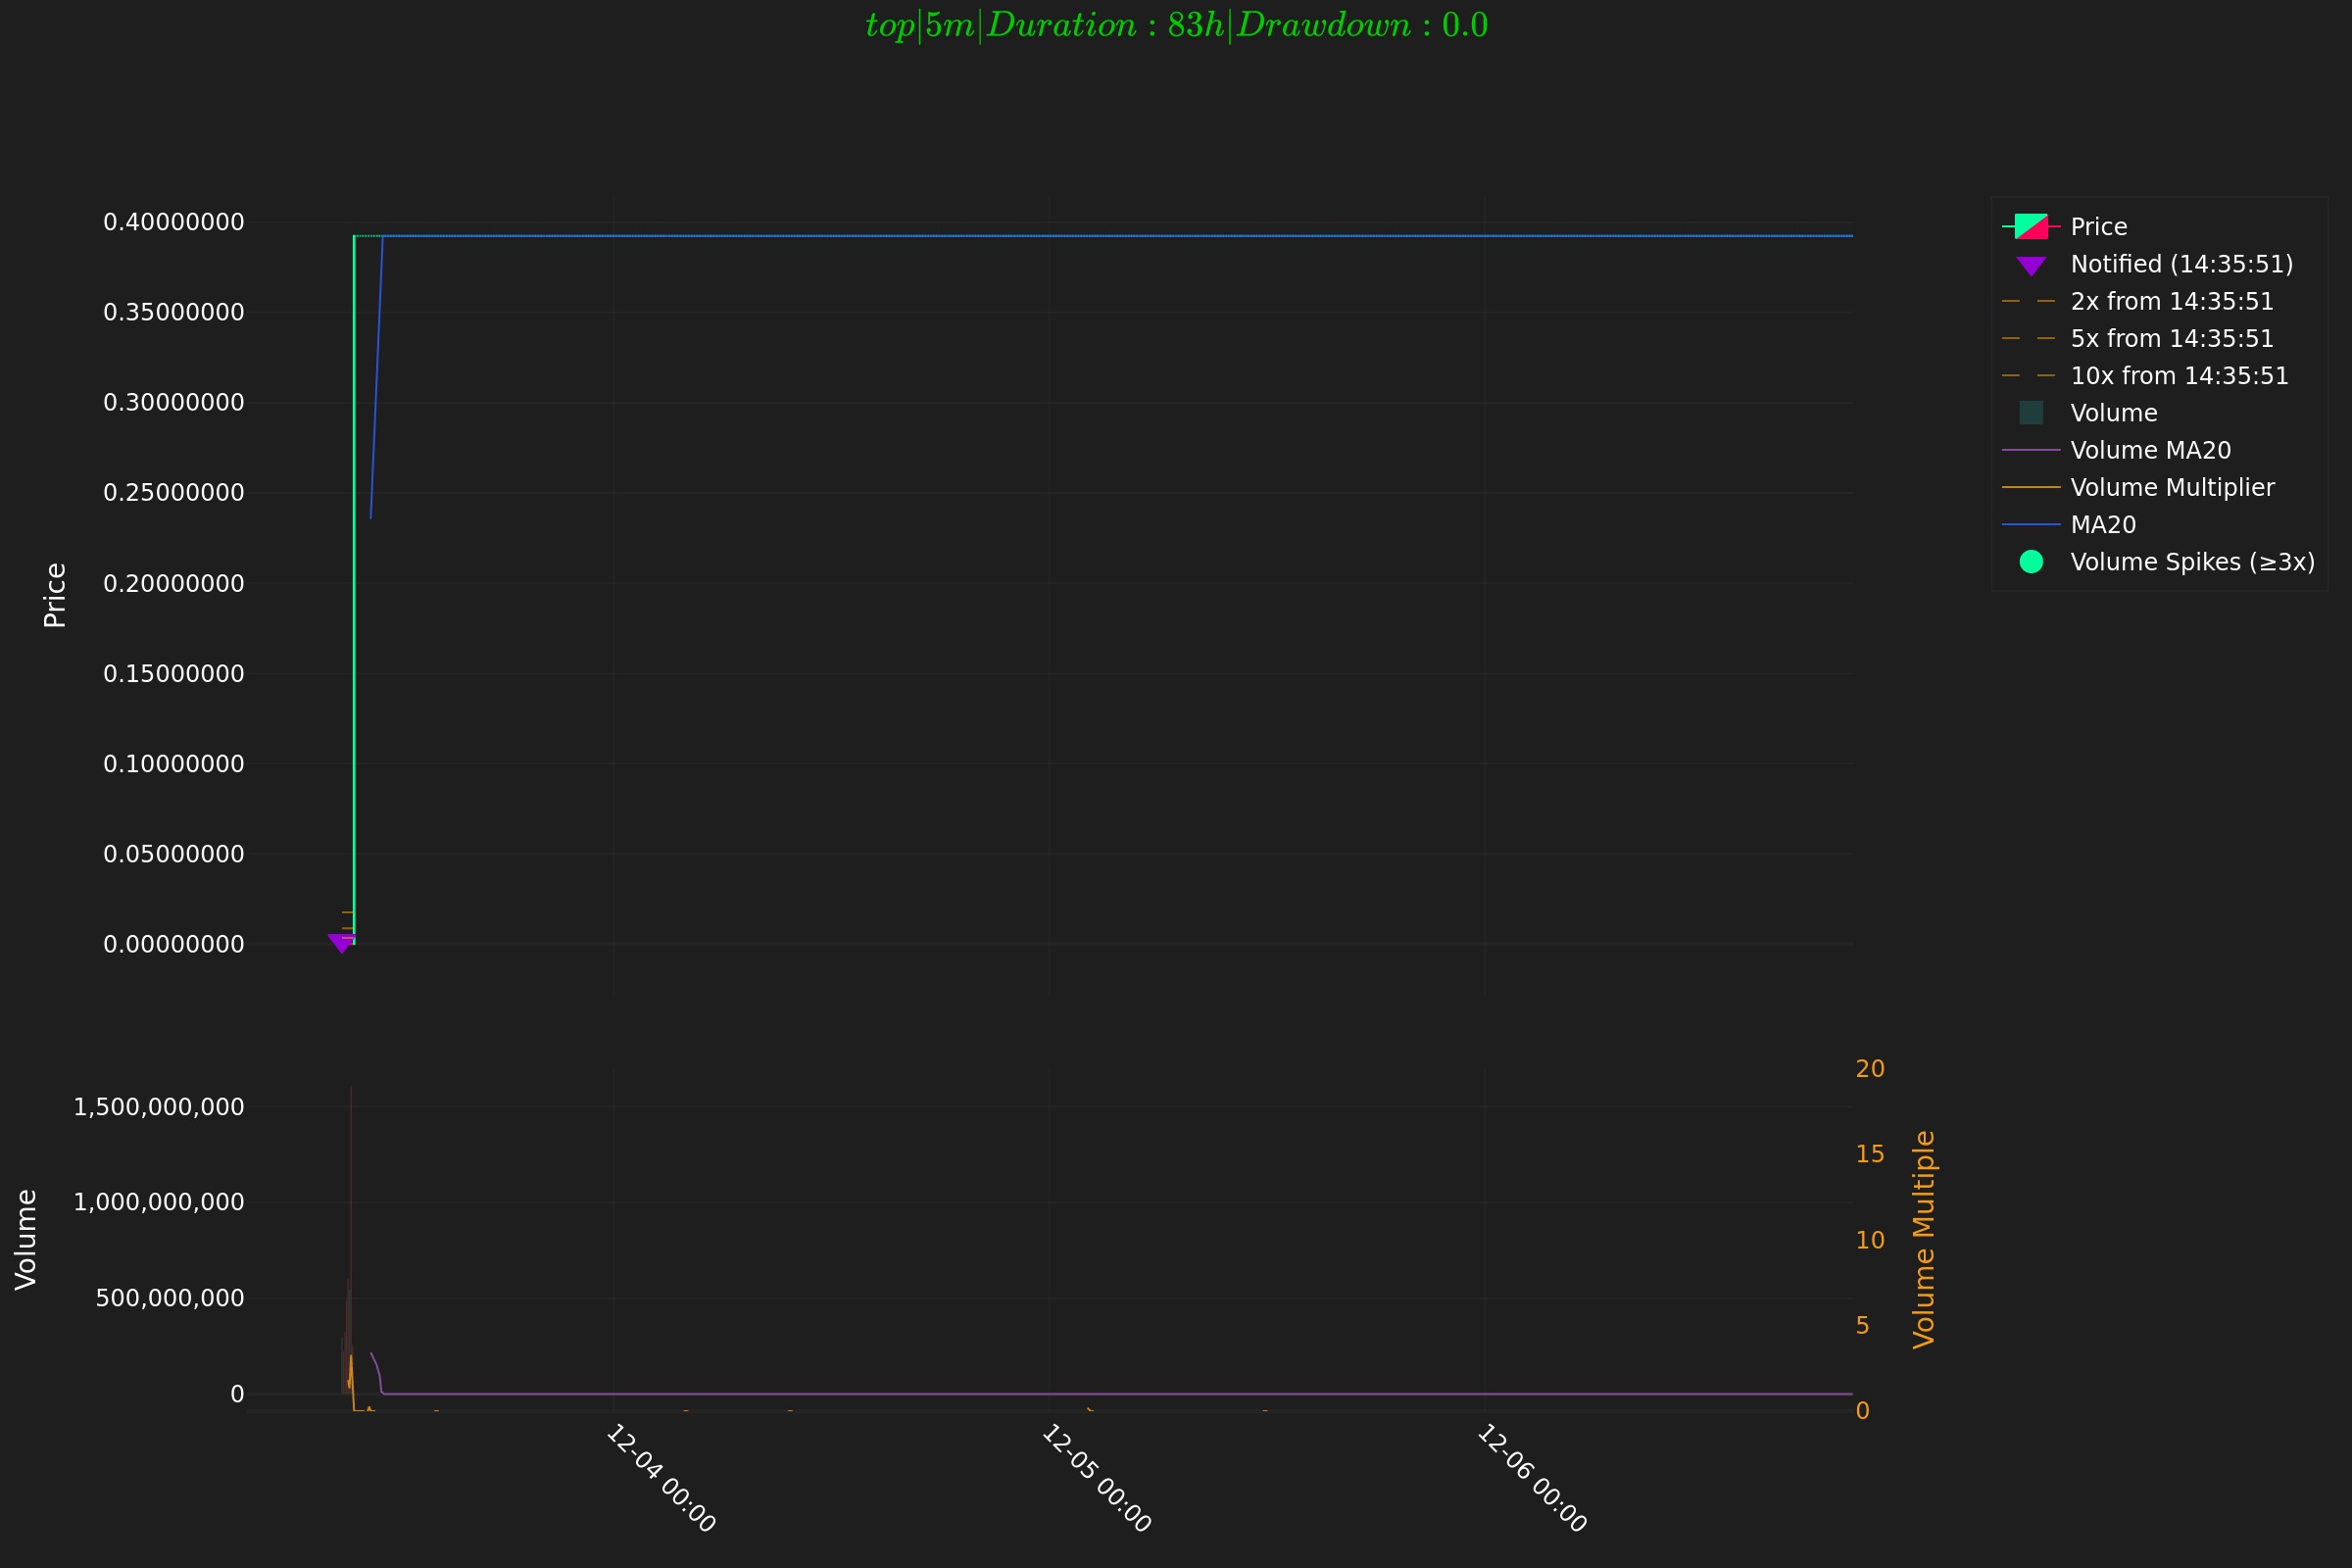 top|5m|Duration : 83h|Drawdown : 0.0
Price
0.40000000
0.35000000
0.30000000
0.25000000
0.20000000
0.15000000
0.10000000
0.05000000
0.00000000
Price
Notified (14:35:51)
2x from 14:35:51
5x from 14:35:51
10x from 14:35:51
Volume
Volume MA20
Volume Multiplier
MA20
Volume Spikes (≥3x)
Volume
1,500,000,000
1,000,000,000
500,000,000
0
20
15
10
5
0
Volume Multiple
12-04 00:00
12-05 00:00
12-06 00:00